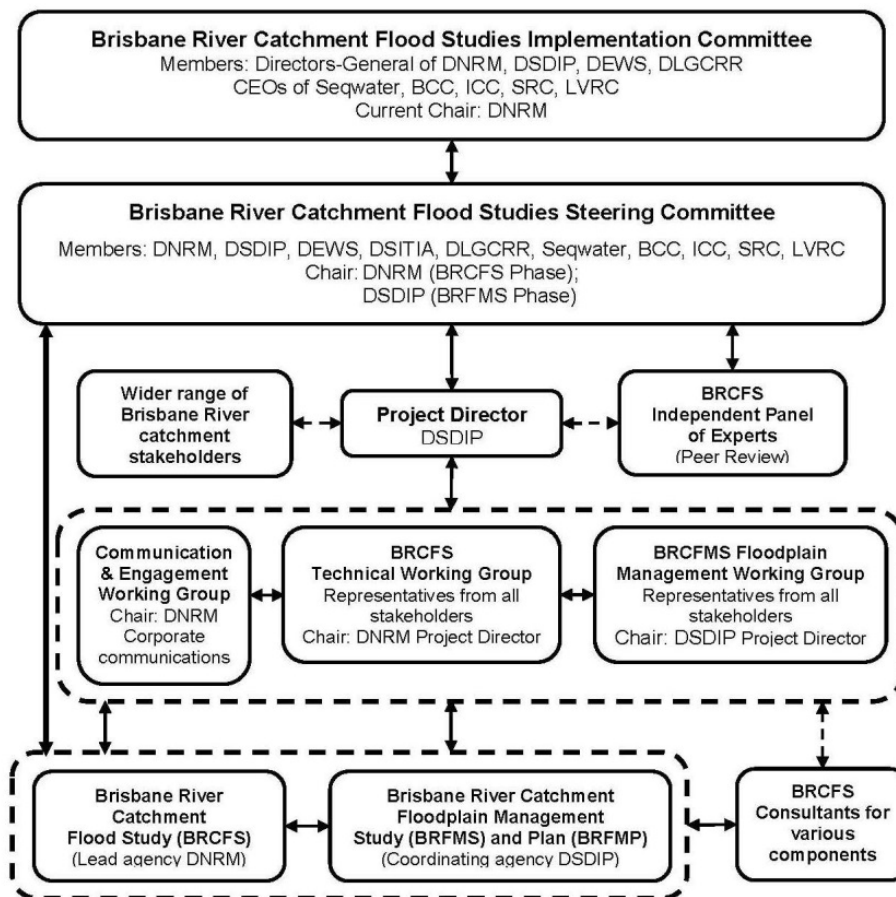 Brisbane River Catchment Flood Studies Implementation Committee
Members: Directors-General of DNRM, DSDIP, DEWS, DLGCRR
CEOs of Seqwater, BCC, ICC, SRC, LVRC
Current Chair: DNRM
Brisbane River Catchment Flood Studies Steering Committee
Members: DNRM, DSDIP, DEWS, DSITIA, DLGCRR, Seqwater, BCC, ICC, SRC, LVRC
Chair: DNRM (BRCFS Phase);
DSDIP (BRFMS Phase)
Wider range of
Brisbane River
catchment
stakeholders
Project Director
DSDIP
BRCFS
Independent Panel
of Experts
(Peer Review)
Communication
& Engagement
Working Group
Chair: DNRM
Corporate
communications
BRCFS
Technical Working Group
Representatives from all
stakeholders
Chair: DNRM Project Director
BRCFMS Floodplain
Management Working Group
Representatives from all
stakeholders
Chair: DSDIP Project Director
Brisbane River
Catchment
Flood Study (BRCFS)
(Lead agency DNRM)
Brisbane River Catchment
Floodplain Management
Study (BRFMS) and Plan (BRFMP)
(Coordinating agency DSDIP)
BRCFS
Consultants for
various
components